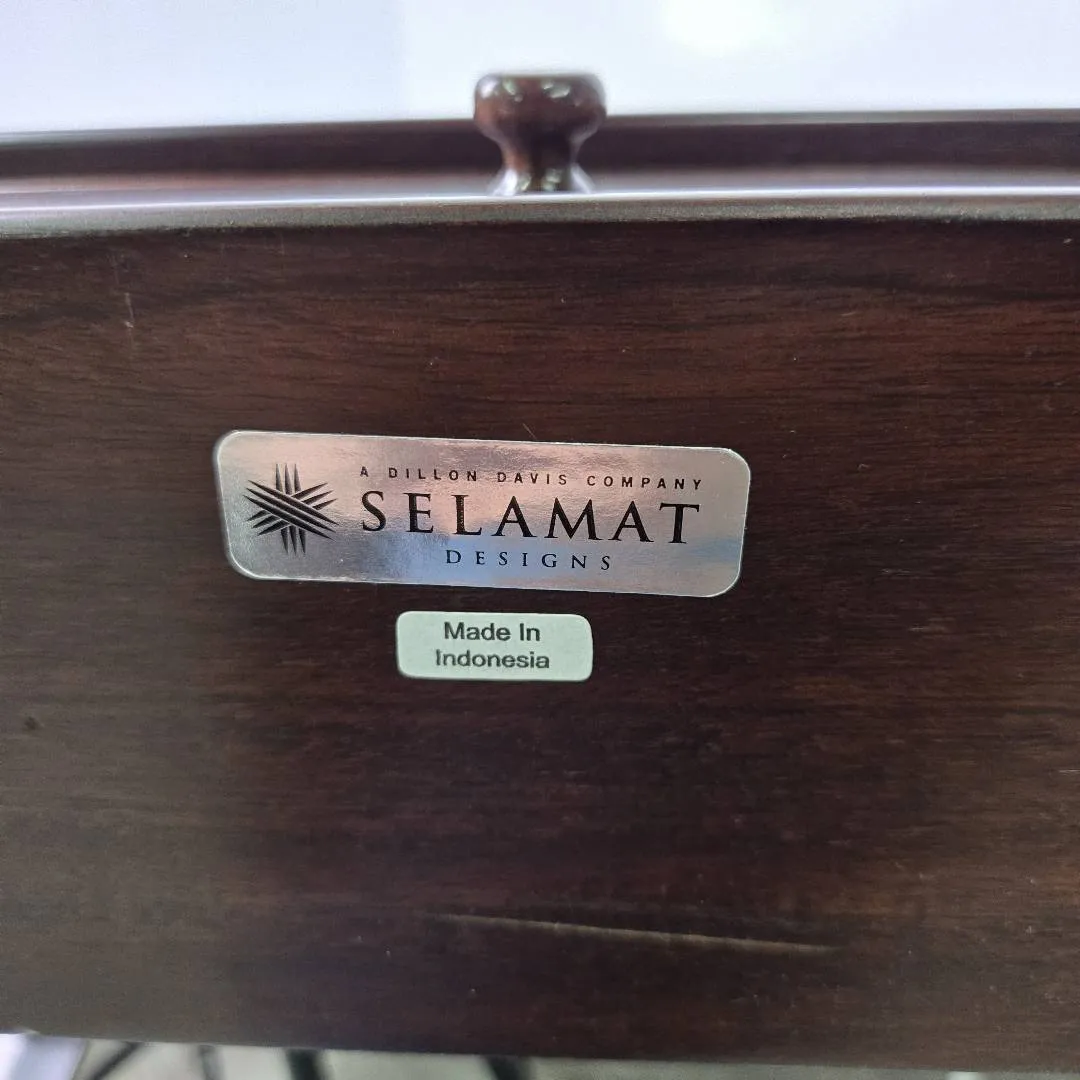 A DILLON DAVIS COMPANY
SELAMAT
DESIGNS
Made In
Indonesia